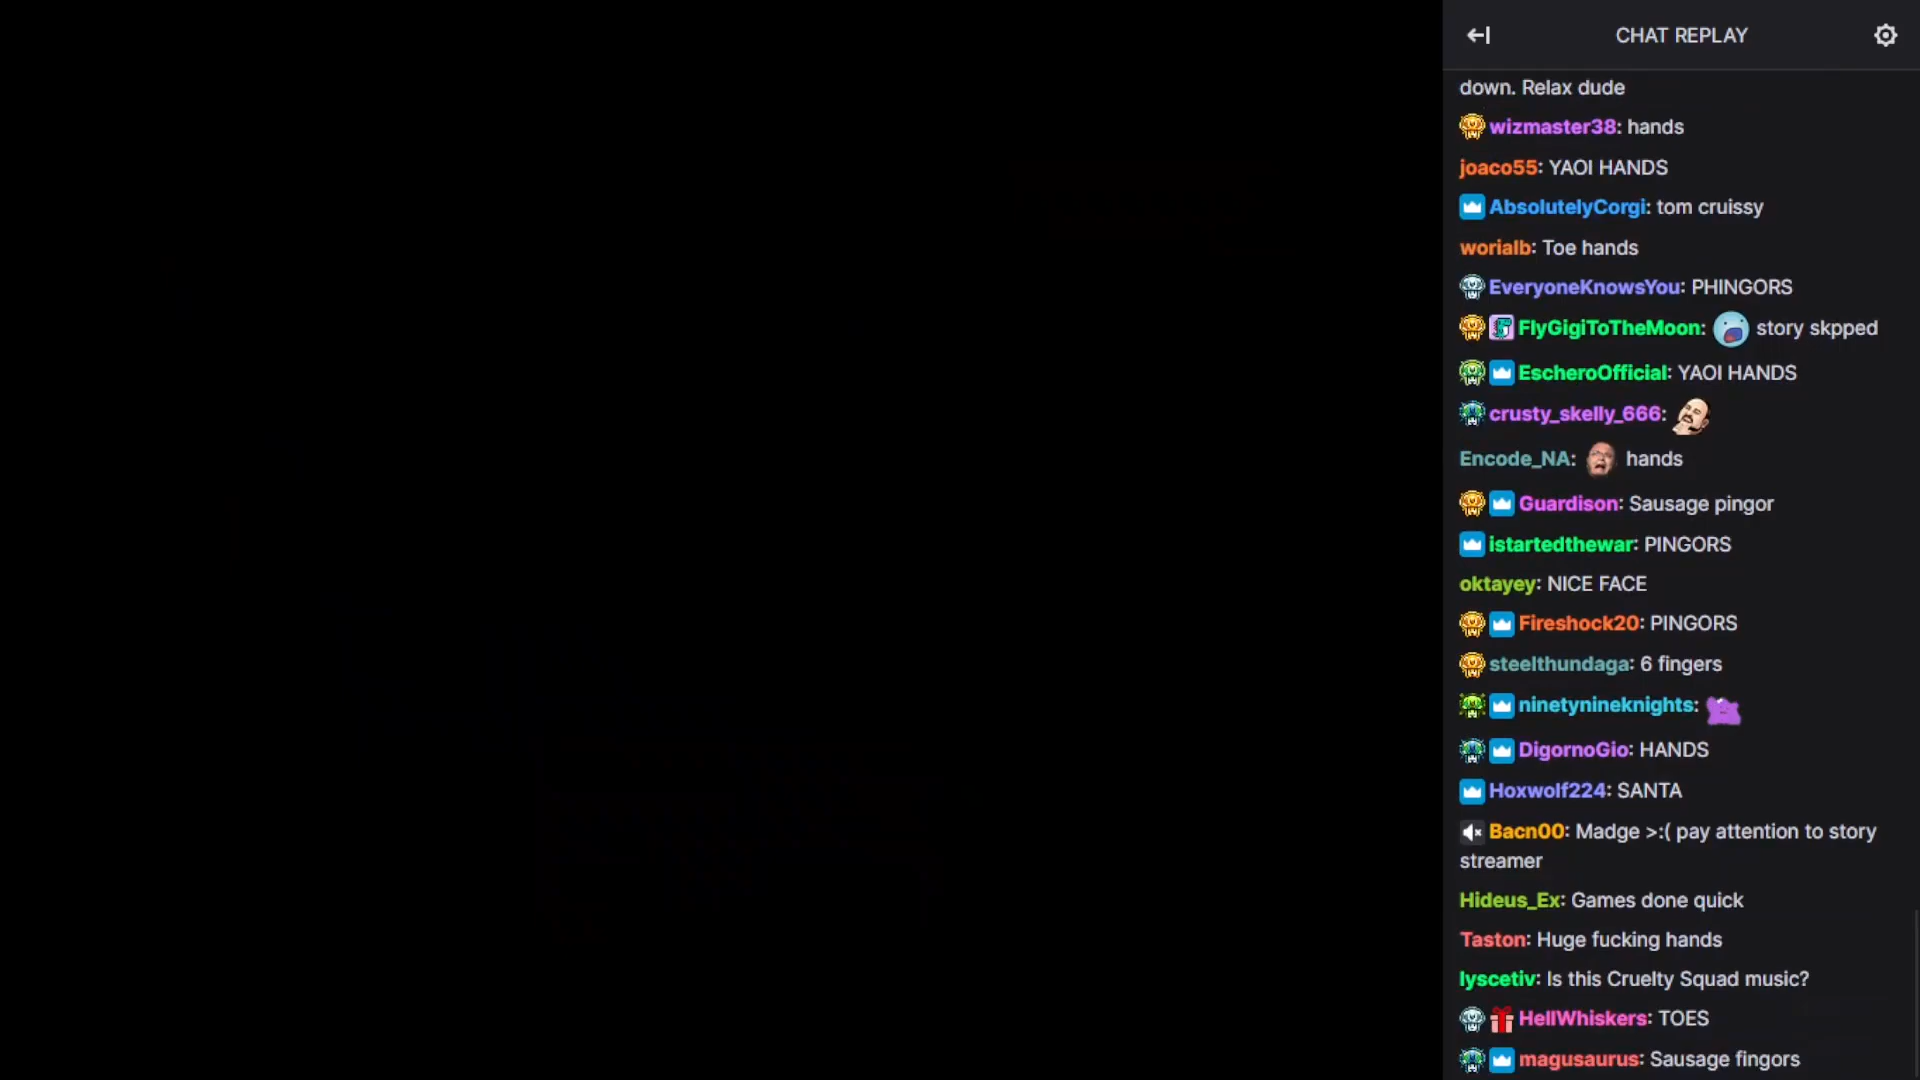 CHAT REPLAY
down. Relax dude
wizmaster38: hands
joaco55: YAOI HANDS
AbsolutelyCorgi: tom cruissy
worialb: Toe hands
EveryoneKnowsYou: PHINGORS
FlyGigiToTheMoon: story skpped
EscheroOfficial: YAOI HANDS
crusty_skelly_666:
Encode_NA: hands
Guardison: Sausage pingor
istartedthewar: PINGORS
oktayey: NICE FACE
Fireshock20: PINGORS
steelthundaga: 6 fingers
ninetynineknights:
DigornoGio: HANDS
Hoxwolf224: SANTA
Bacn00: Madge >:( pay attention to story
streamer
Hideus_Ex: Games done quick
Taston: Huge fucking hands
lyscetiv: Is this Cruelty Squad music?
HellWhiskers: TOES
magusaurus: Sausage fingors